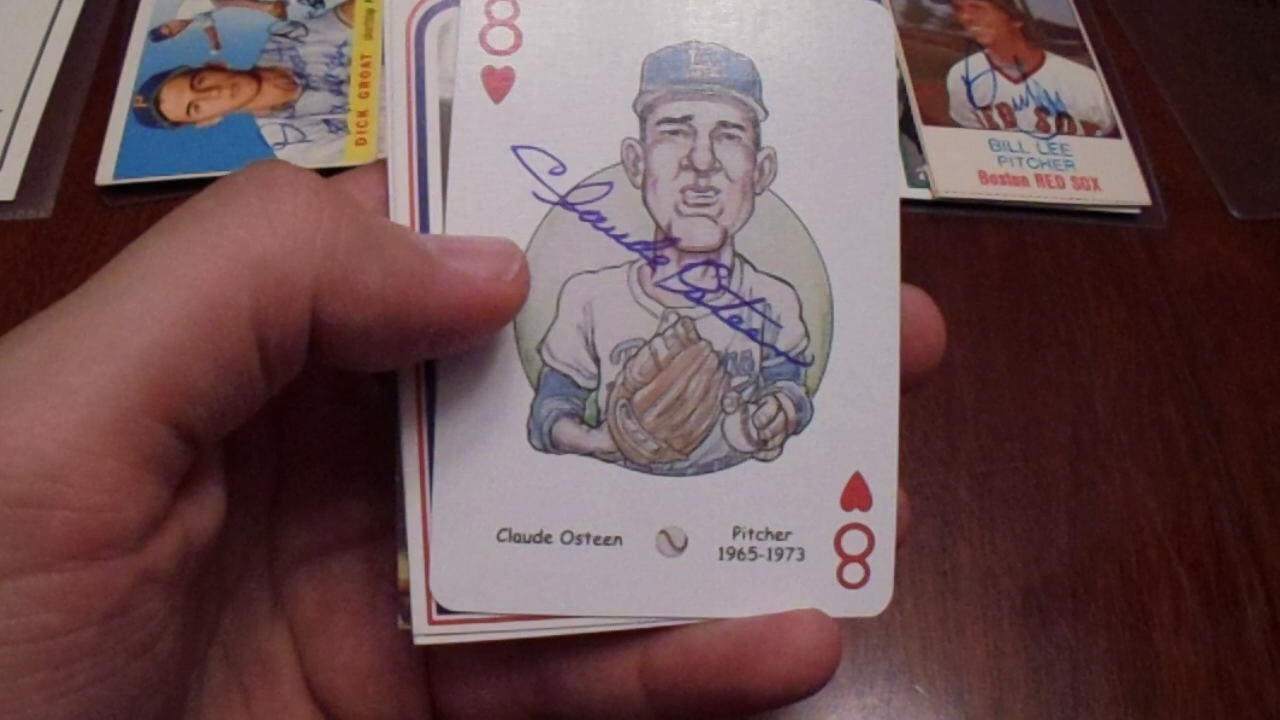 8
Claude Osteen
Claude Osteen
Pitcher
1965-1973
8
DICK GROAT
BILL LEE
PITCHER
Boston RED SOX